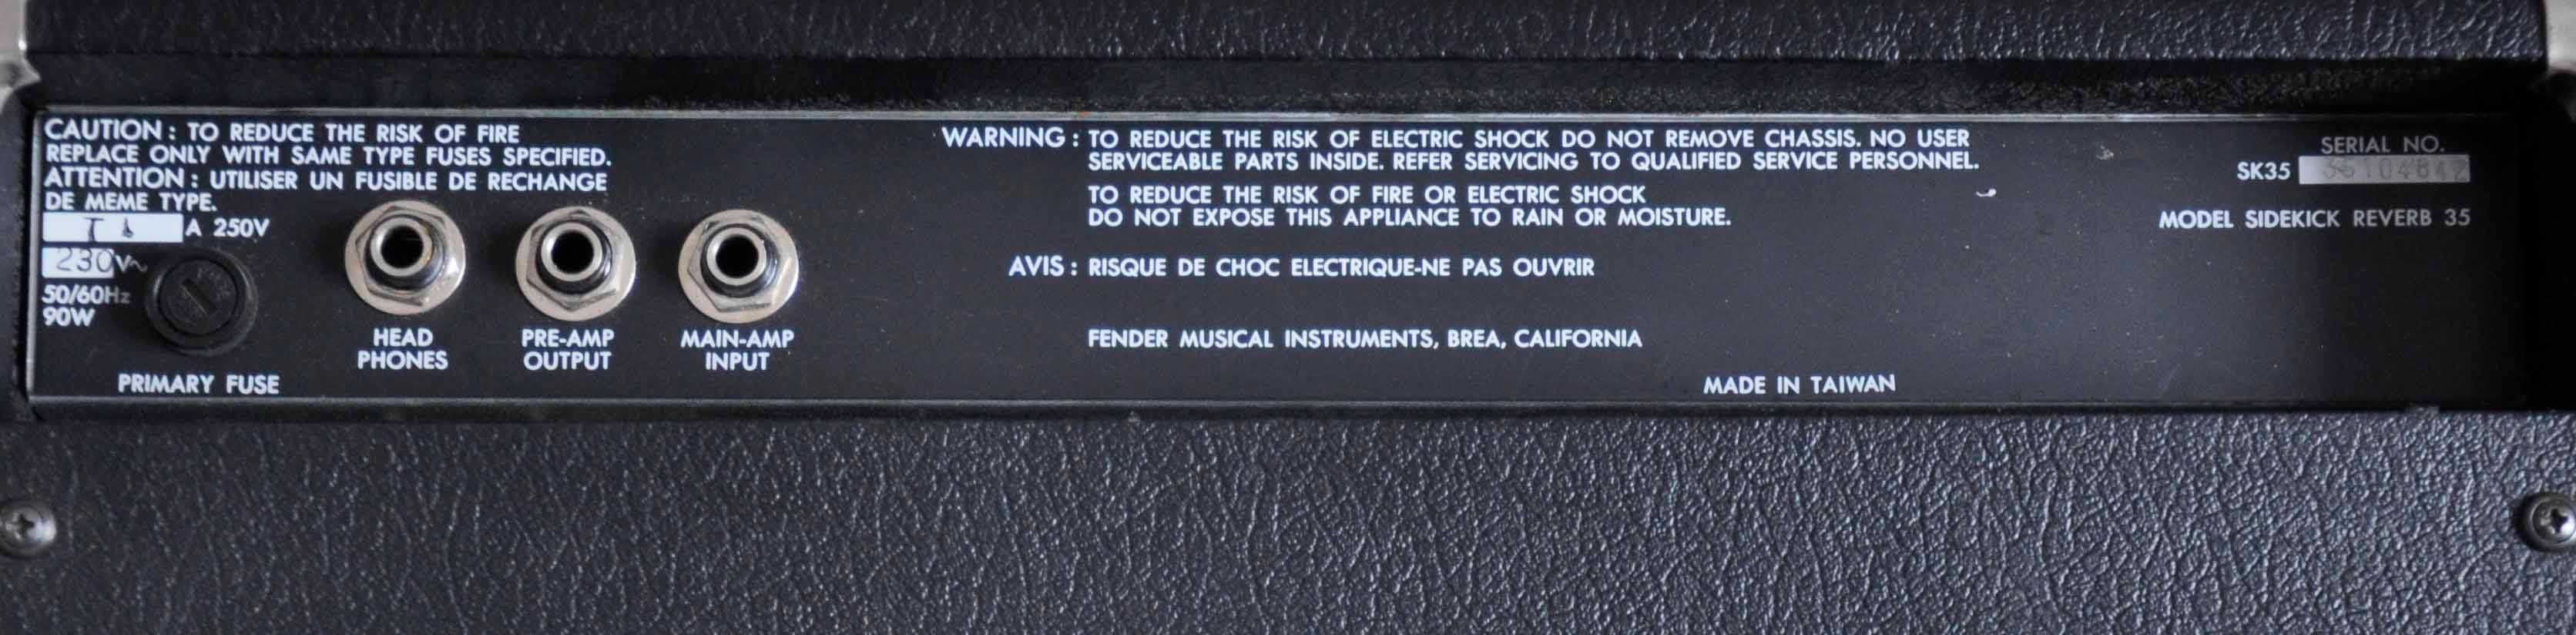 CAUTION : TO REDUCE THE RISK OF FIRE
REPLACE ONLY WITH SAME TYPE FUSES SPECIFIED.
ATTENTION : UTILISER UN FUSIBLE DE RECHANGE
DE MEME TYPE.
T A 250V
230V~
50/60Hz
90W
PRIMARY FUSE
HEAD
PHONES
PRE-AMP
OUTPUT
MAIN-AMP
INPUT
WARNING : TO REDUCE THE RISK OF ELECTRIC SHOCK DO NOT REMOVE CHASSIS. NO USER
SERVICEABLE PARTS INSIDE. REFER SERVICING TO QUALIFIED SERVICE PERSONNEL.
TO REDUCE THE RISK OF FIRE OR ELECTRIC SHOCK
DO NOT EXPOSE THIS APPLIANCE TO RAIN OR MOISTURE.
AVIS : RISQUE DE CHOC ELECTRIQUE-NE PAS OUVRIR
FENDER MUSICAL INSTRUMENTS, BREA, CALIFORNIA
MADE IN TAIWAN
SERIAL NO.
SK35
MODEL SIDEKICK REVERB 35